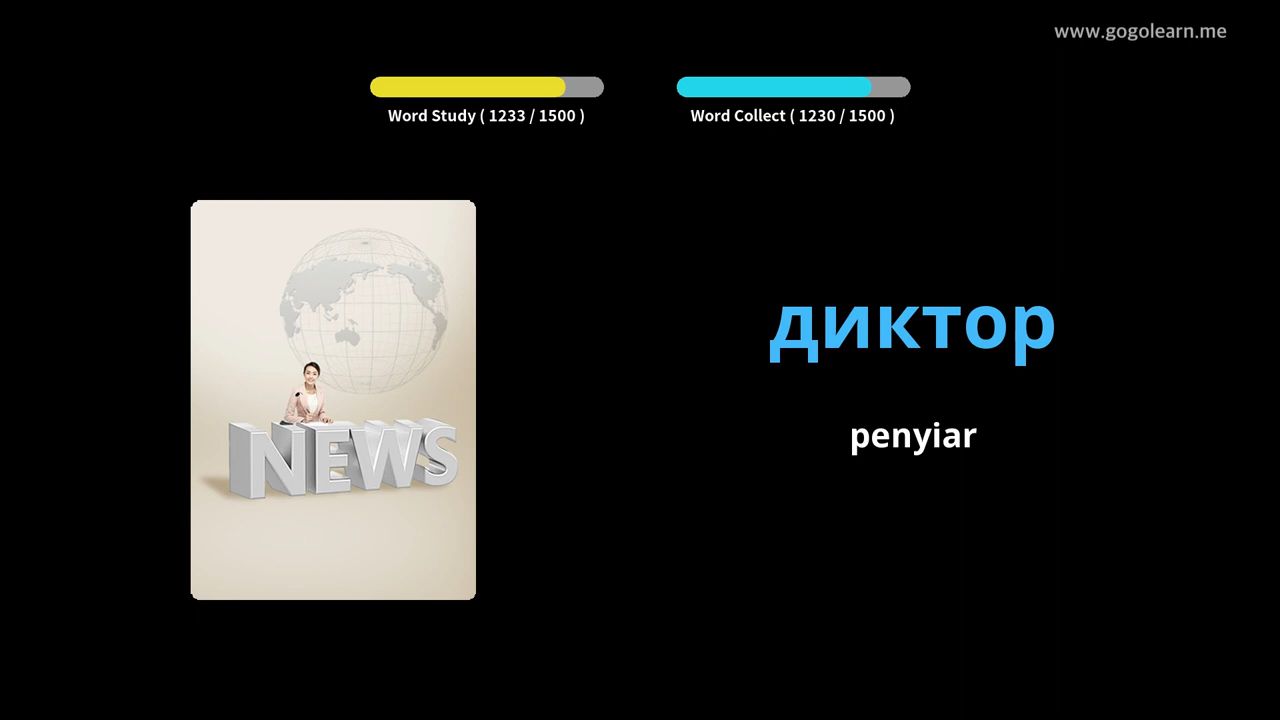 www.gogolearn.me
Word Study ( 1233 / 1500 )
Word Collect ( 1230 / 1500 )
NEWS
диктор
penyiar